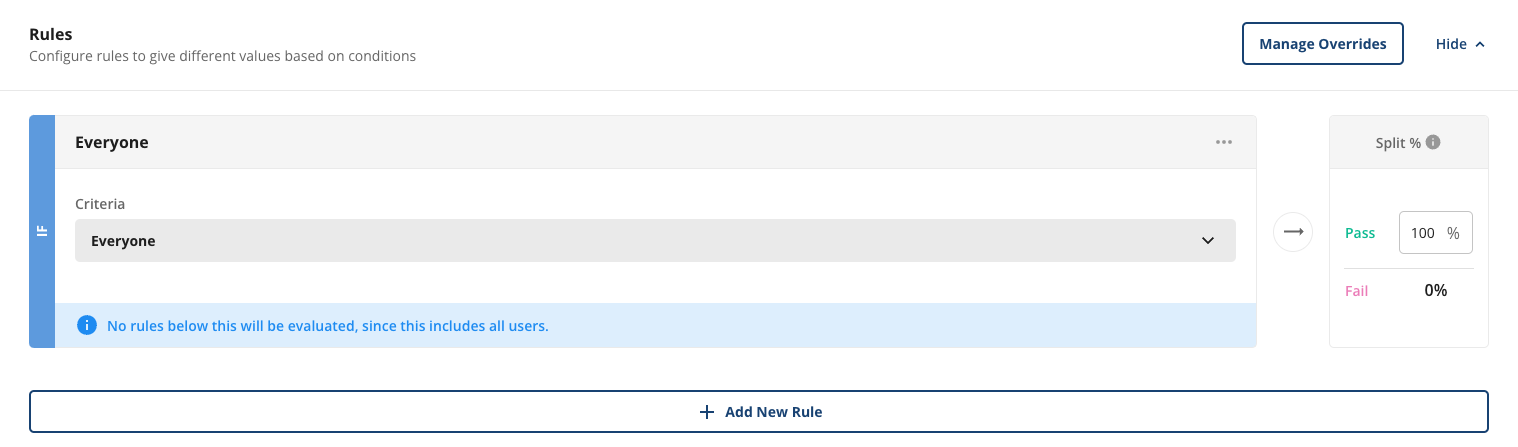 Rules
Configure rules to give different values based on conditions
Manage Overrides
Hide
IF
Everyone
Criteria
Everyone
No rules below this will be evaluated, since this includes all users.
Split %
Pass
100 %
Fail
0%
Add New Rule